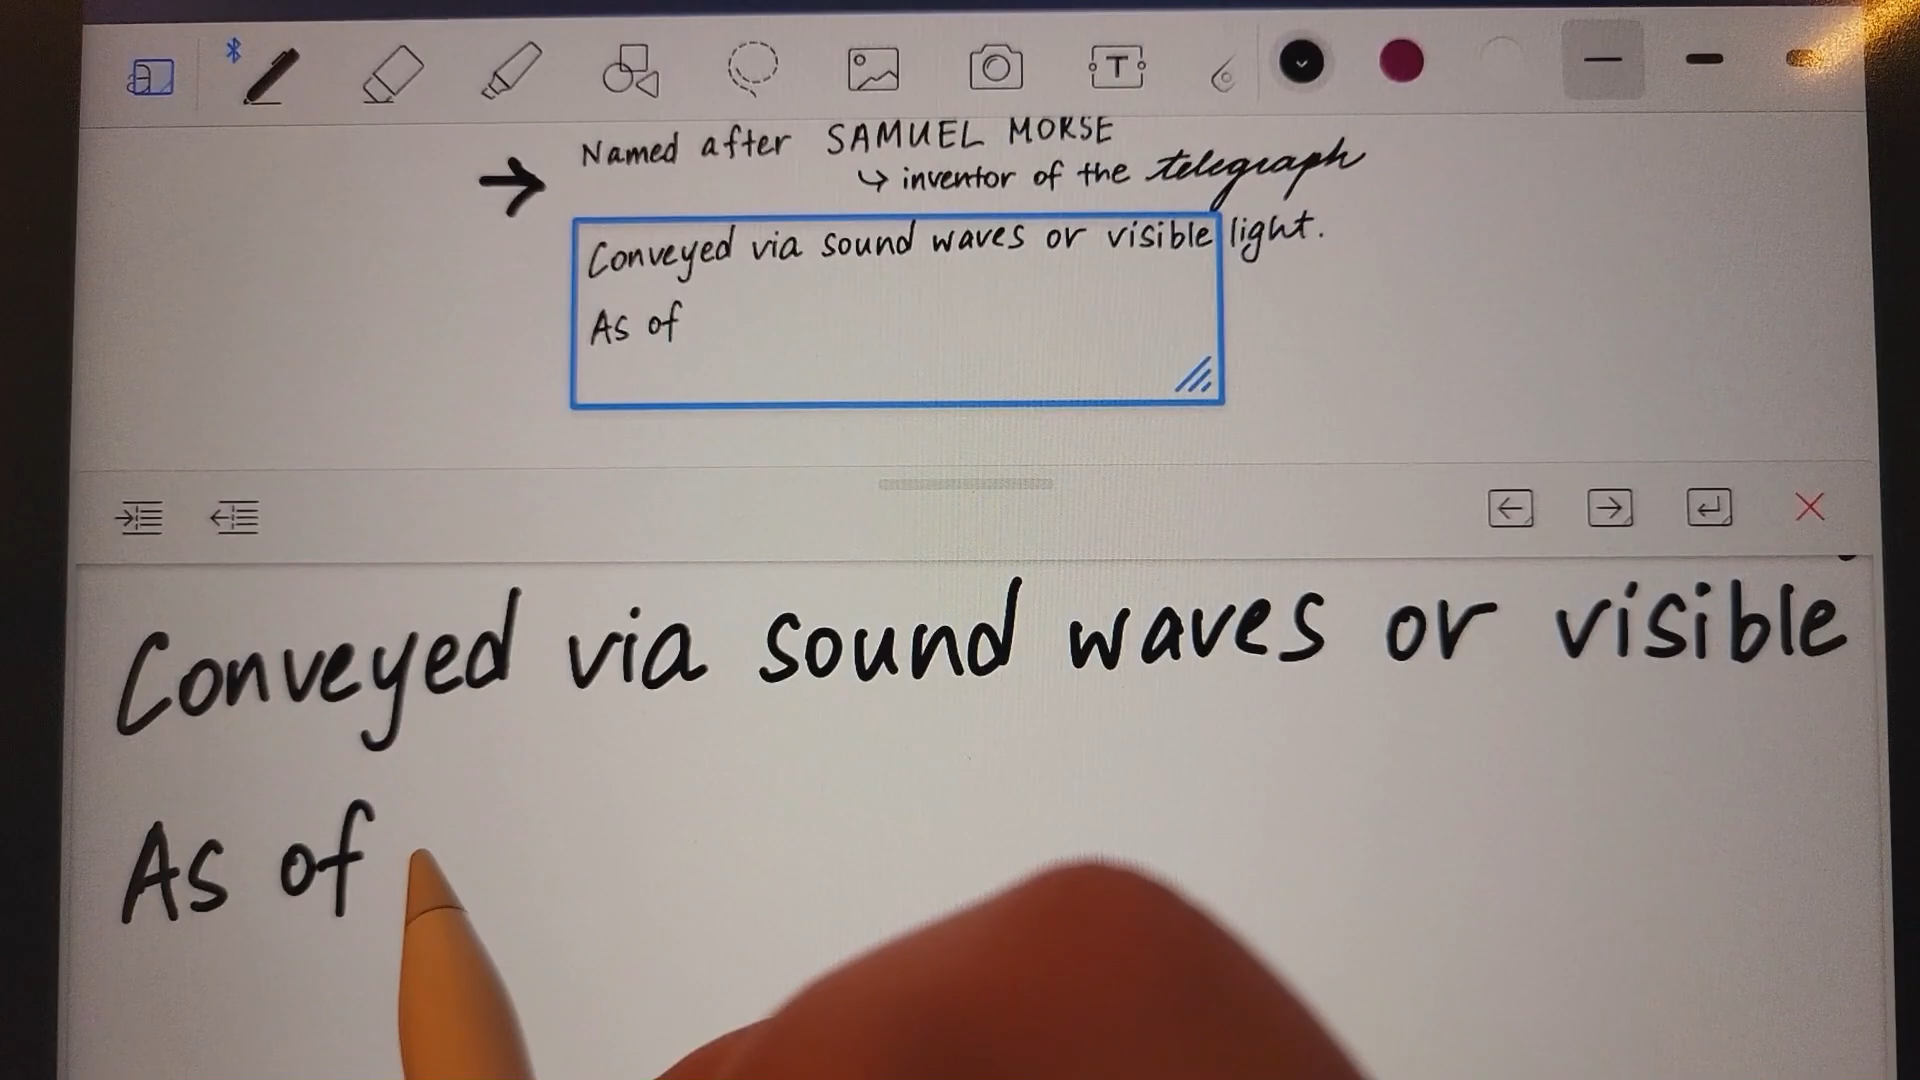 T
Named after SAMUEL MORSE
↳ inventor of the telegraph
Conveyed via sound waves or visible light.
As of
Conveyed via sound waves or visible
As of